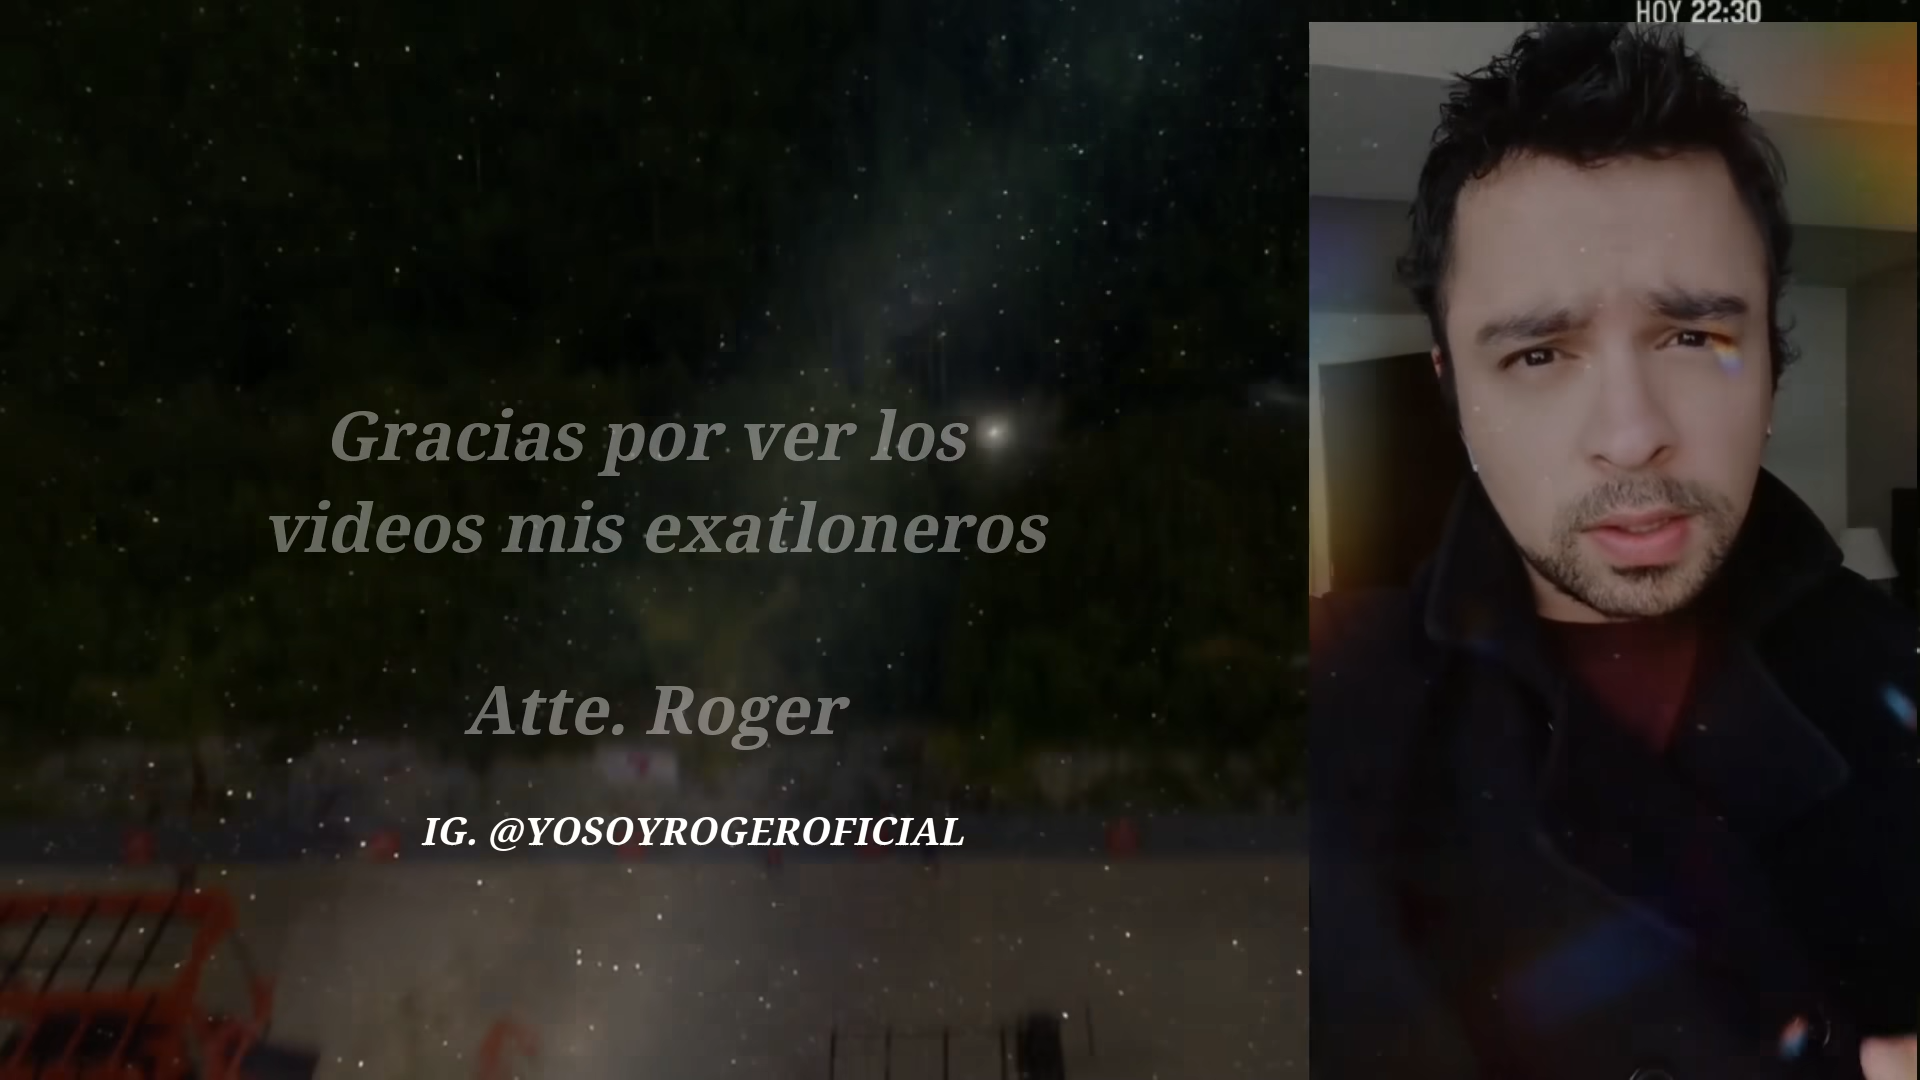 HOY 22:30
Gracias por ver los
videos mis exatloneros
Atte. Roger
IG. @YOSOYROGEROFICIAL